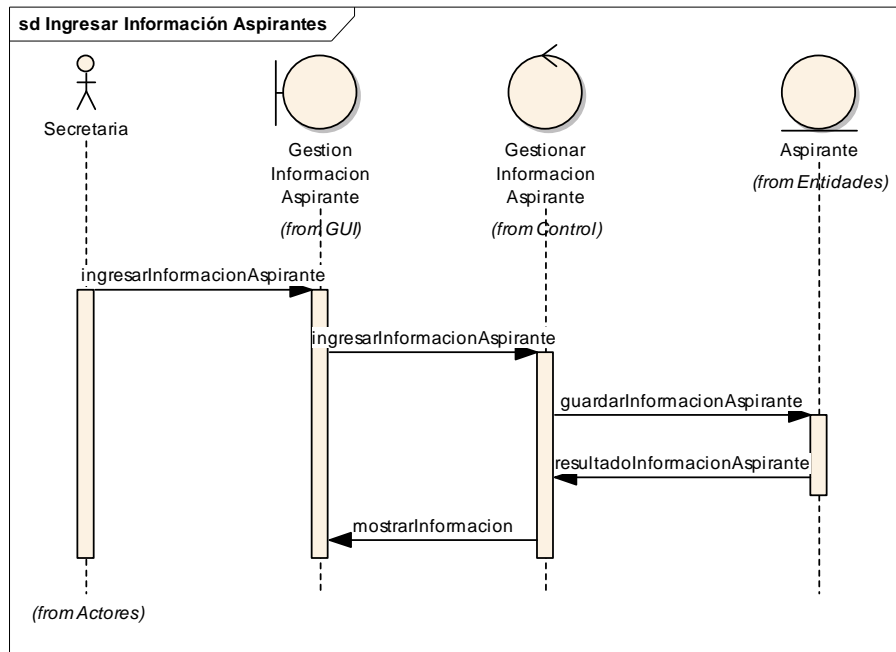 sd Ingresar Información Aspirantes
Secretaria
Gestion
Informacion
Aspirante
(from GUI)
Gestionar
Informacion
Aspirante
(from Control)
Aspirante
(from Entidades)
ingresarInformacionAspirante
ingresarInformacionAspirante
guardarInformacionAspirante
resultadoInformacionAspirante
mostrarInformacion
(from Actores)